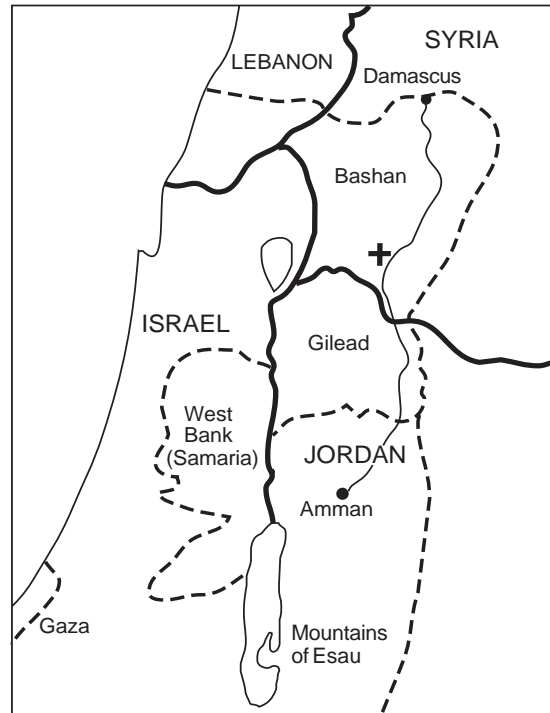 SYRIA
LEBANON
Damascus
Bashan
ISRAEL
Gilead
West
Bank
(Samaria)
JORDAN
Amman
Gaza
Mountains
of Esau